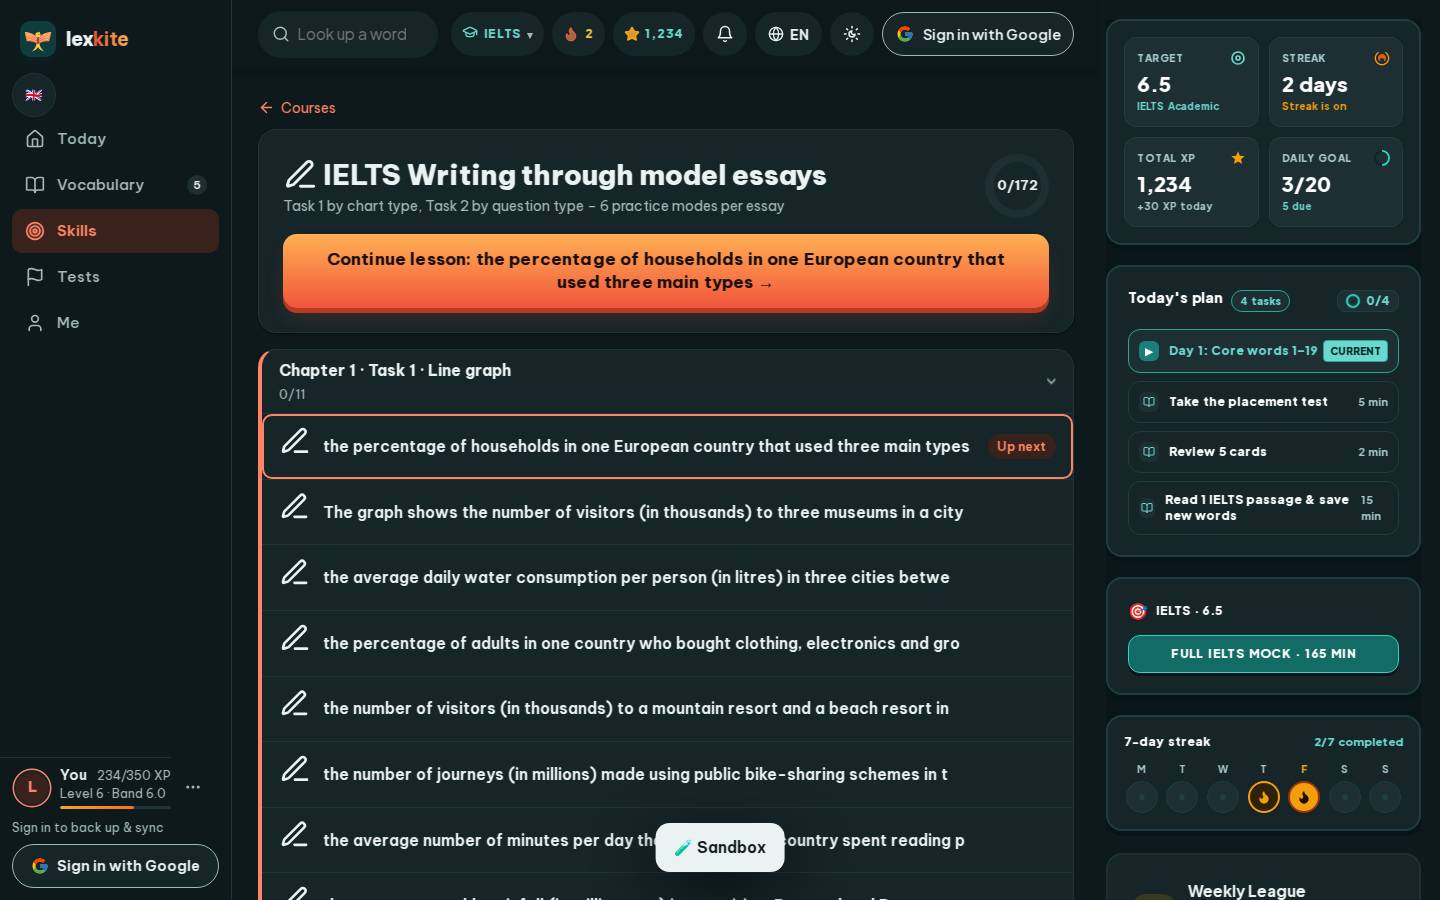 lexkite
Today
Vocabulary 5
Skills
Tests
Me
L
You 234/350 XP
Level 6 · Band 6.0
Sign in to back up & sync
Sign in with Google
Look up a word
IELTS
2
1,234
EN
Sign in with Google
← Courses
IELTS Writing through model essays
Task 1 by chart type, Task 2 by question type – 6 practice modes per essay
0/172
Continue lesson: the percentage of households in one European country that
used three main types →
Chapter 1 · Task 1 · Line graph
0/11
the percentage of households in one European country that used three main types Up next
The graph shows the number of visitors (in thousands) to three museums in a city
the average daily water consumption per person (in litres) in three cities betwe
the percentage of adults in one country who bought clothing, electronics and gro
the number of visitors (in thousands) to a mountain resort and a beach resort in
the number of journeys (in millions) made using public bike-sharing schemes in t
the average number of minutes per day country spent reading p
Sandbox
TARGET
6.5
IELTS Academic
STREAK
2 days
Streak is on
TOTAL XP
1,234
+30 XP today
DAILY GOAL
3/20
5 due
Today's plan 4 tasks 0/4
Day 1: Core words 1–19 CURRENT
Take the placement test 5 min
Review 5 cards 2 min
Read 1 IELTS passage & save 15
new words min
IELTS · 6.5
FULL IELTS MOCK · 165 MIN
7-day streak 2/7 completed
M T W T F S S
Weekly League